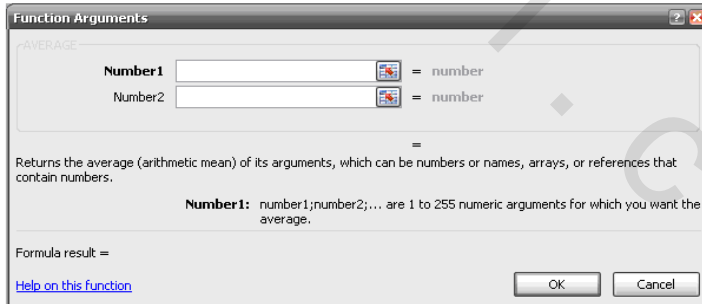 Function Arguments
AVERAGE
Number1 = number
Number2 = number
=
Returns the average (arithmetic mean) of its arguments, which can be numbers or names, arrays, or references that
contain numbers.
Number1: number1;number2;... are 1 to 255 numeric arguments for which you want the
average.
Formula result =
Help on this function
OK Cancel